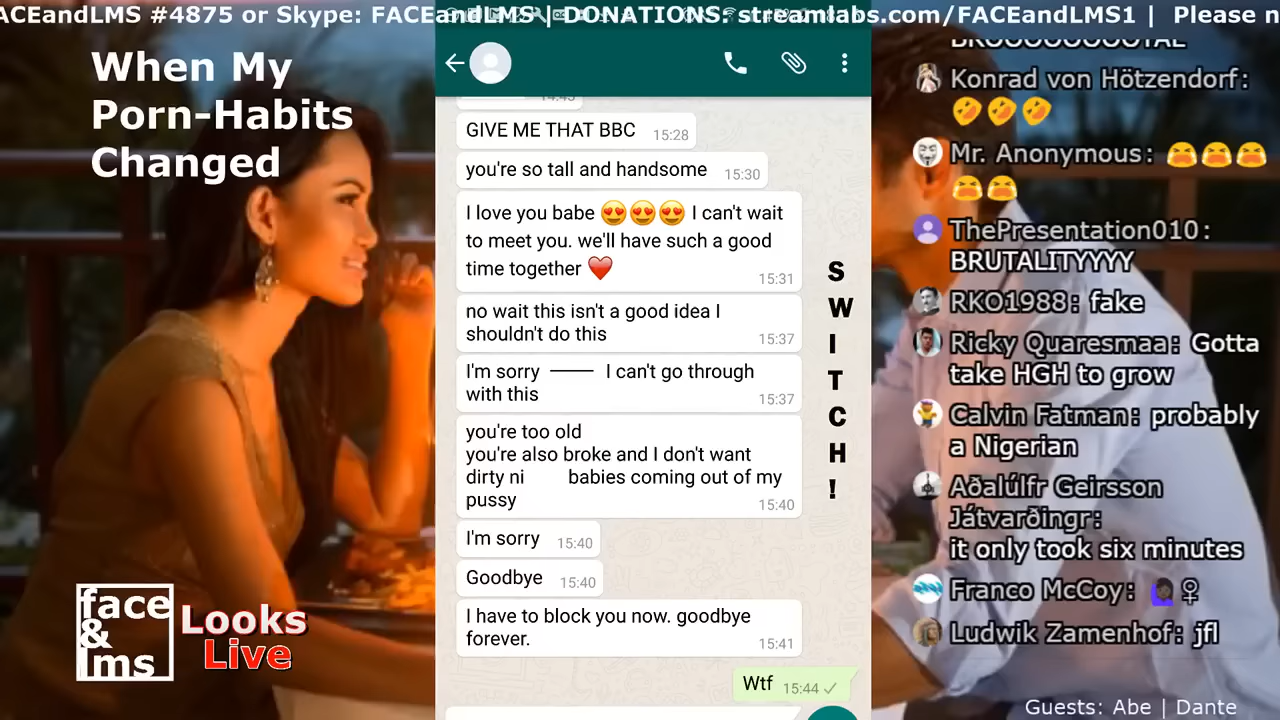 ACEandLMS #4875 or Skype: FACEandLMS | DONATIONS: streamlabs.com/FACEandLMS1 | Please n
When My
Porn-Habits
Changed
face
&
lms
Looks
Live
14:45
GIVE ME THAT BBC 15:28
you're so tall and handsome 15:30
I love you babe 😍😍😍 I can't wait
to meet you. we'll have such a good
time together ❤️ 15:31
no wait this isn't a good idea I
shouldn't do this 15:37
I'm sorry —— I can't go through
with this 15:37
you're too old
you're also broke and I don't want
dirty ni babies coming out of my
pussy 15:40
I'm sorry 15:40
Goodbye 15:40
I have to block you now. goodbye
forever. 15:41
Wtf 15:44
S
W
I
T
C
H
!
BROOOOOOOOTAL
Konrad von Hötzendorf:
🤣🤣🤣
Mr. Anonymous: 😭😭😭
😭😭
ThePresentation010:
BRUTALITYYYY
RKO1988: fake
Ricky Quaresmaa: Gotta
take HGH to grow
Calvin Fatman: probably
a Nigerian
Aðalúlfr Geirsson
Játvarðingr:
it only took six minutes
Franco McCoy: 🙋🏿♀
Ludwik Zamenhof: jfl
Guests: Abe | Dante